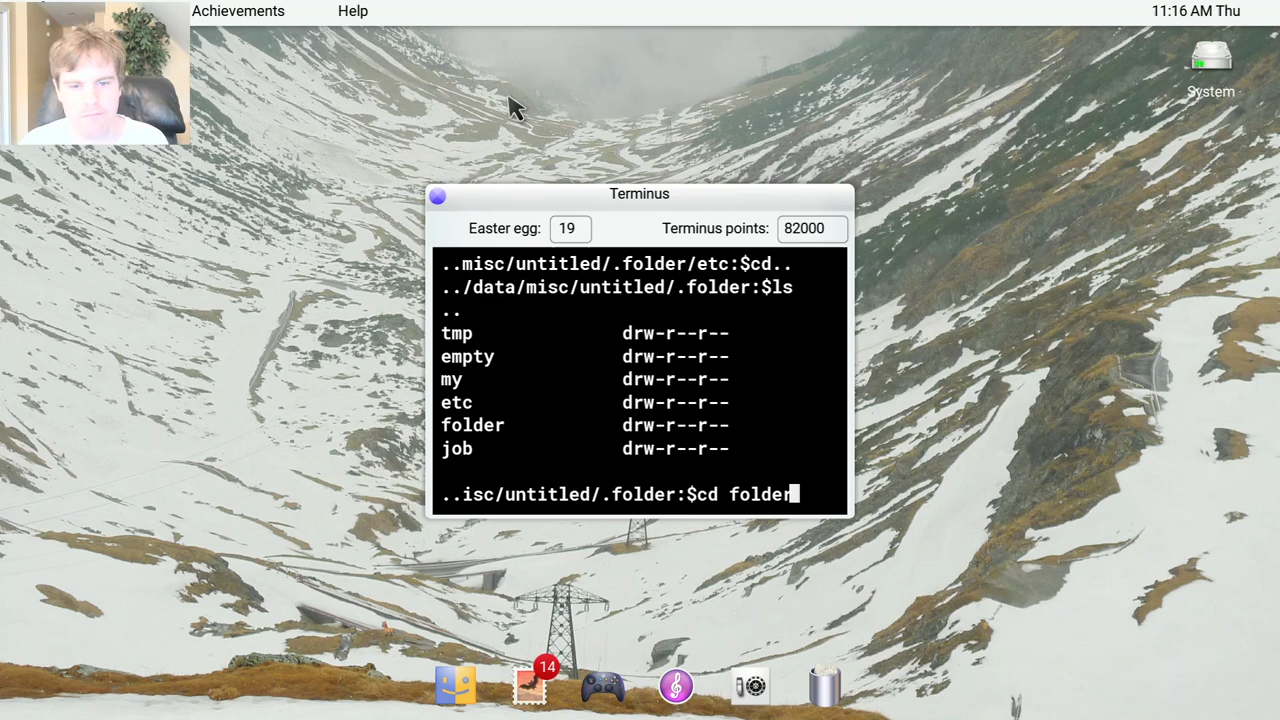 Achievements Help 11:16 AM Thu
System
Terminus
Easter egg: 19 Terminus points: 82000
..misc/untitled/.folder/etc:$cd..
../data/misc/untitled/.folder:$ls
..
tmp drw-r--r--
empty drw-r--r--
my drw-r--r--
etc drw-r--r--
folder drw-r--r--
job drw-r--r--
..isc/untitled/.folder:$cd folder
14